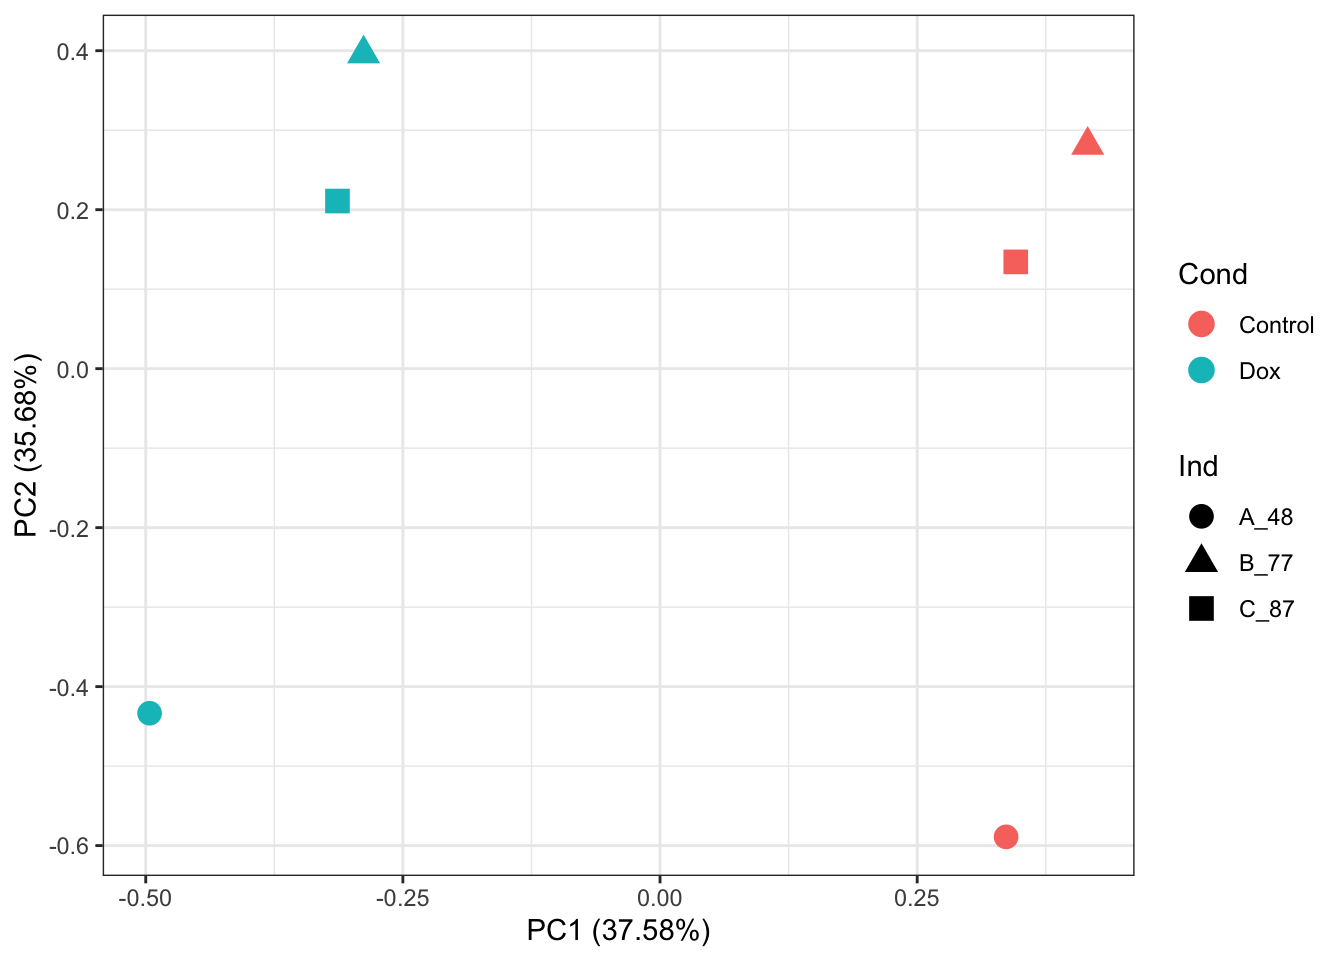 0.4
0.2
0.0
-0.2
-0.4
-0.6
PC2 (35.68%)
-0.50
-0.25
0.00
0.25
PC1 (37.58%)
Cond
Control
Dox
Ind
A_48
B_77
C_87